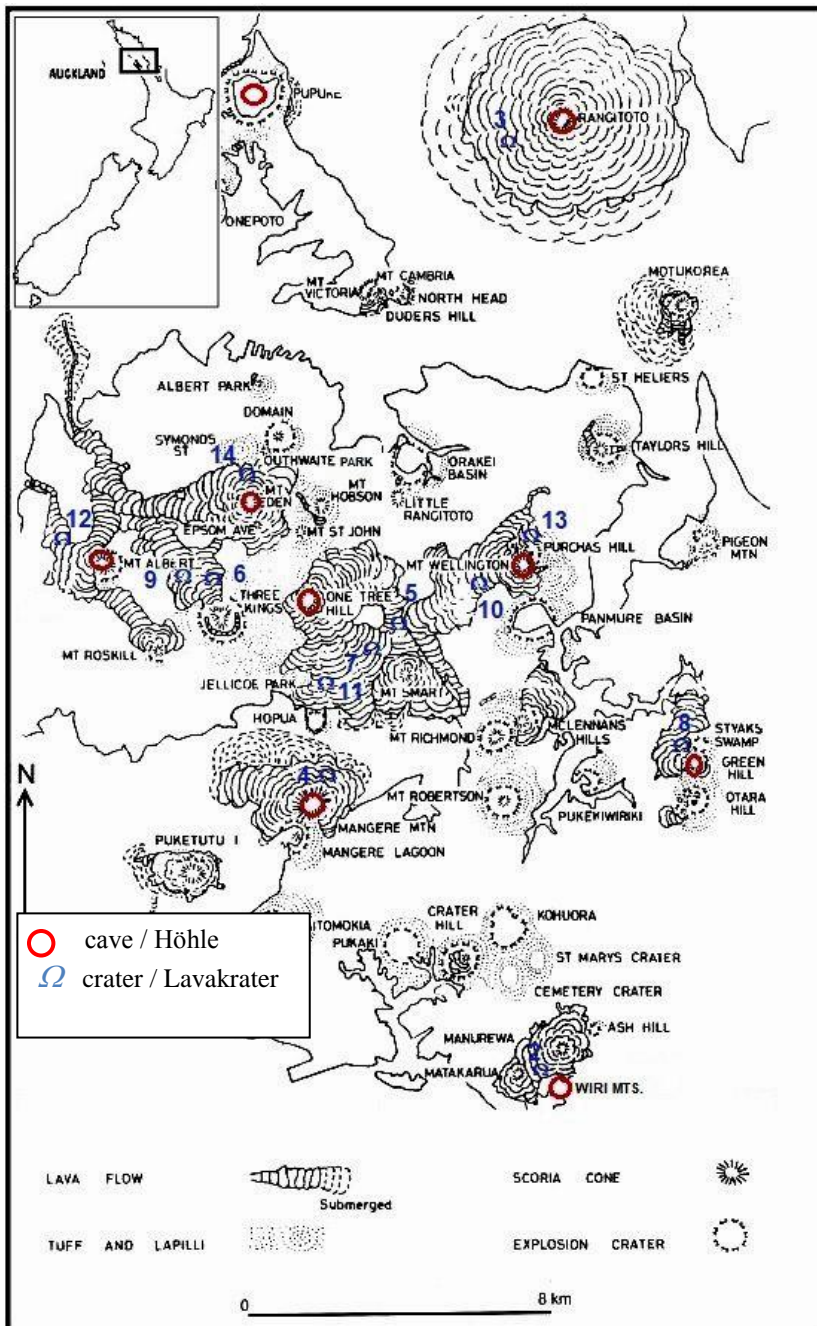 AUCKLAND
PUPUKE
3
RANGITOTO I
ONEPOTO
MT CAMBRIA
MT
VICTORIA
NORTH HEAD
DUDERS HILL
MOTUKOREA
ALBERT PARK
ST HELIERS
DOMAIN
SYMONDS
ST
14
OUTHWAITE PARK
ORAKEI
BASIN
TAYLORS HILL
MT
HOBSON
MT
EDEN
LITTLE
RANGITOTO
12
EPSOM AVE
MT ST JOHN
13
PURCHAS HILL
PIGEON
MTN
MT WELLINGTON
MT ALBERT
9
6
THREE
KINGS
ONE TREE
HILL
5
10
PANMURE BASIN
MT ROSKILL
7
JELLICOE PARK
11
MT SMART
HOPUA
MT RICHMOND
MCLENNANS
HILLS
8
STYAKS
SWAMP
GREEN
HILL
4
N
MT ROBERTSON
PUKEKIWIRIKI
OTARA
HILL
MANGERE MTN
PUKETUTU I
MANGERE LAGOON
CRATER
HILL
KOHUORA
PUKAKI
ST MARYS CRATER
CEMETERY CRATER
cave / Höhle
Ω crater / Lavakrater
MANUREWA
ASH HILL
2
MATAKARUA
WIRI MTS.
LAVA FLOW
Submerged
SCORIA CONE
TUFF AND LAPILLI
EXPLOSION CRATER
0
8 km